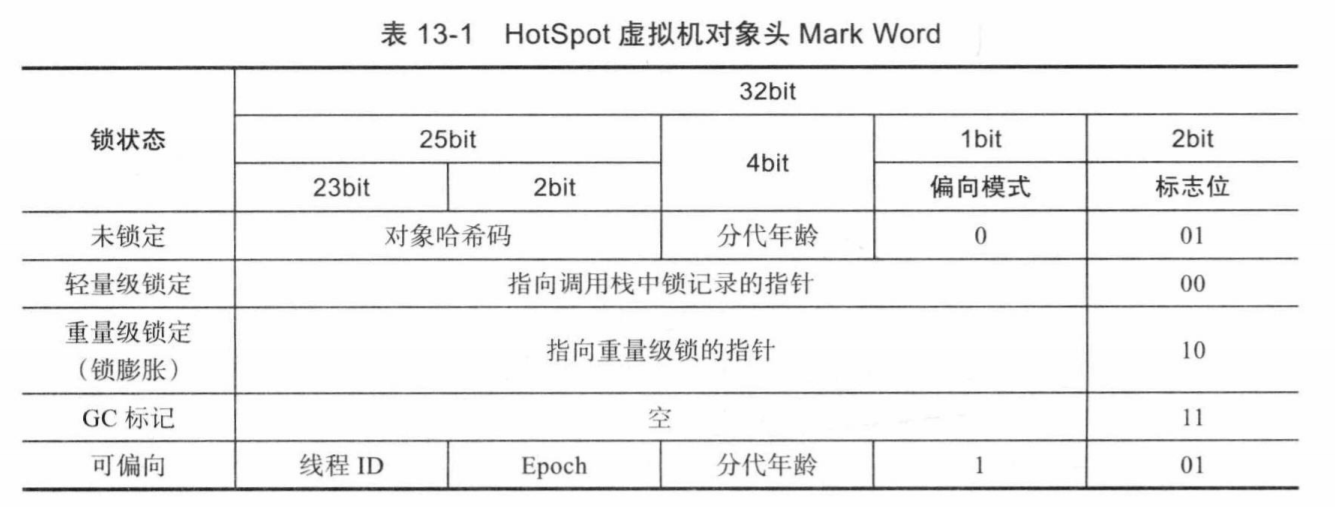 表 13-1 HotSpot 虚拟机对象头 Mark Word
锁状态 32bit
25bit 4bit 1bit 2bit
23bit 2bit 偏向模式 标志位
未锁定 对象哈希码 分代年龄 0 01
轻量级锁定 指向调用栈中锁记录的指针 00
重量级锁定
（锁膨胀） 指向重量级锁的指针 10
GC 标记 空 11
可偏向 线程 ID Epoch 分代年龄 1 01